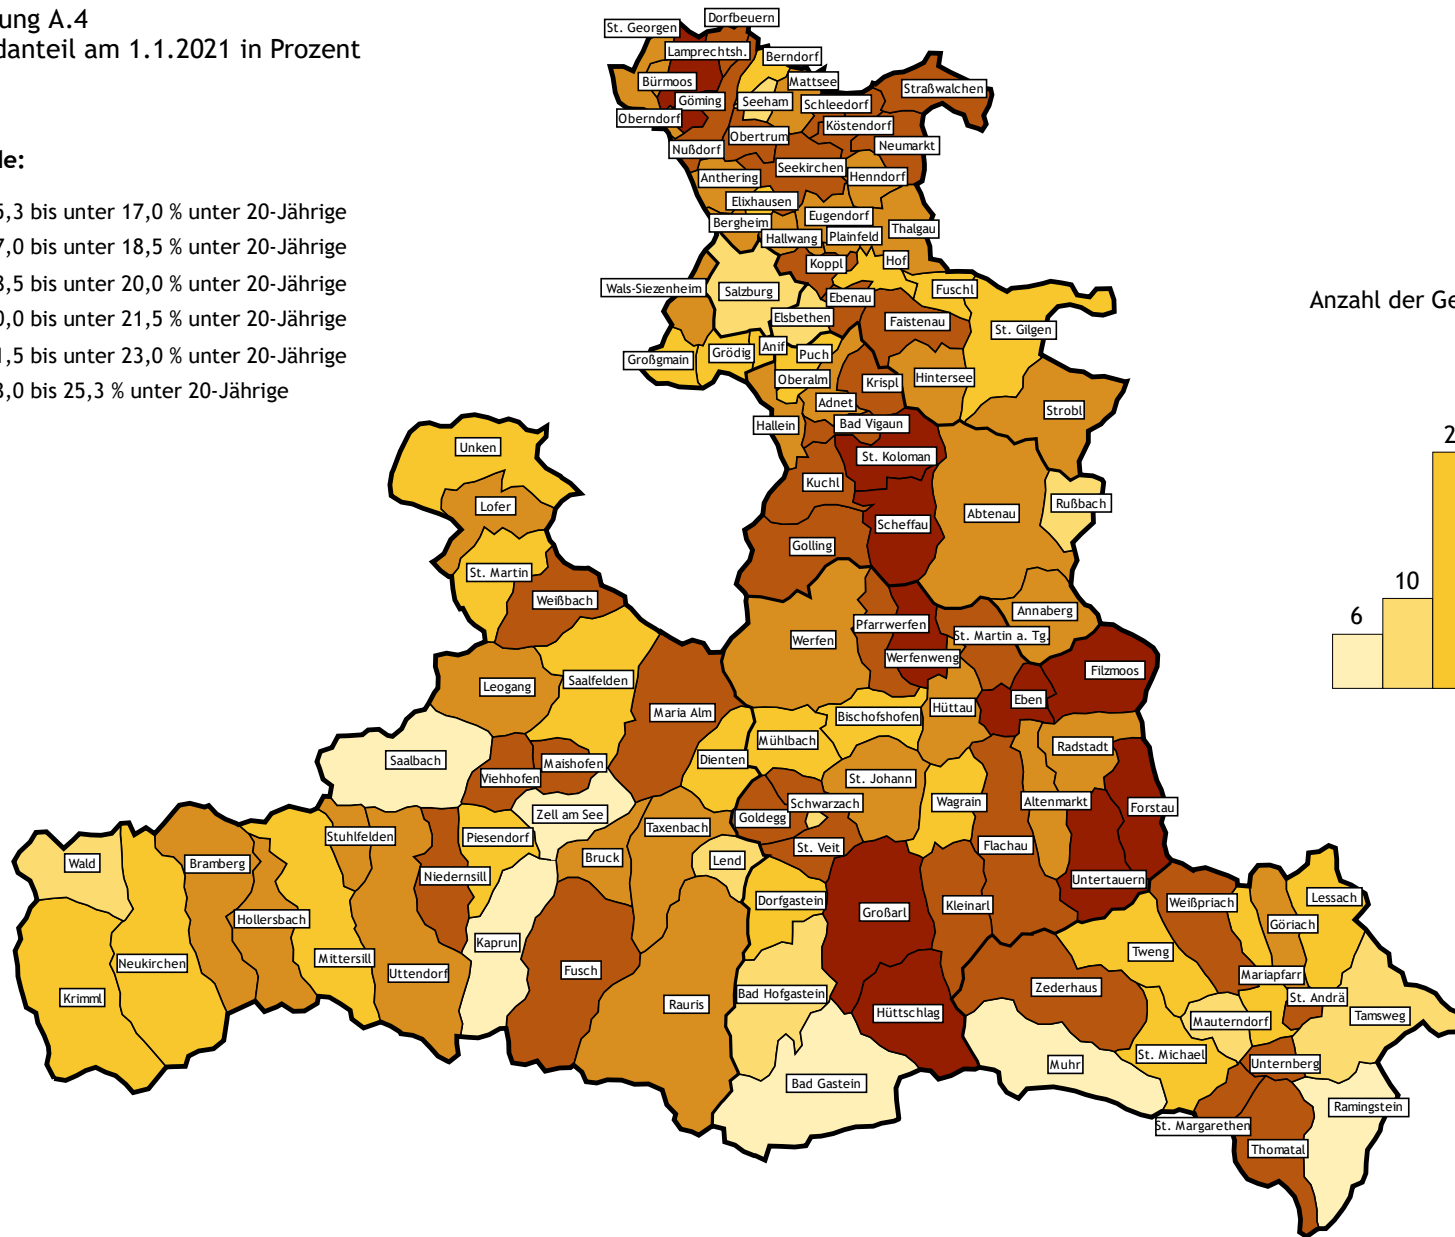 ung A.4
danteil am 1.1.2021 in Prozent
de:
5,3 bis unter 17,0 % unter 20-Jährige
7,0 bis unter 18,5 % unter 20-Jährige
8,5 bis unter 20,0 % unter 20-Jährige
0,0 bis unter 21,5 % unter 20-Jährige
1,5 bis unter 23,0 % unter 20-Jährige
3,0 bis 25,3 % unter 20-Jährige
Anzahl der Ge
6
10
2
Dorfbeuern
St. Georgen
Lamprechtsh.
Berndorf
Bürmoos
Mattsee
Straßwalchen
Göming
Seeham
Schleedorf
Oberndorf
Köstendorf
Obertrum
Neumarkt
Nußdorf
Seekirchen
Anthering
Henndorf
Elixhausen
Eugendorf
Bergheim
Thalgau
Hallwang
Plainfeld
Koppl
Hof
Wals-Siezenheim
Salzburg
Ebenau
Fuschl
Elsbethen
Faistenau
St. Gilgen
Großgmain
Grödig
Anif
Puch
Oberalm
Krispl
Hintersee
Adnet
Strobl
Hallein
Bad Vigaun
Unken
St. Koloman
Kuchl
Rußbach
Lofer
Abtenau
Scheffau
Golling
St. Martin
Weißbach
Annaberg
Pfarrwerfen
Werfen
St. Martin a. Tg.
Werfenweng
Filzmoos
Saalfelden
Leogang
Eben
Hüttau
Maria Alm
Bischofshofen
Mühlbach
Radstadt
Saalbach
Dienten
Maishofen
Viehhofen
St. Johann
Schwarzach
Wagrain
Altenmarkt
Forstau
Zell am See
Goldegg
Taxenbach
Stuhlfelden
Piesendorf
Flachau
St. Veit
Bruck
Lend
Wald
Bramberg
Niedernsill
Untertauern
Dorfgastein
Großarl
Kleinarl
Weißpriach
Lessach
Hollersbach
Göriach
Kaprun
Tweng
Neukirchen
Mittersill
Uttendorf
Fusch
Mariapfarr
Zederhaus
Krimml
Rauris
Bad Hofgastein
St. Andrä
Hüttschlag
Tamsweg
Mauterndorf
St. Michael
Muhr
Unternberg
Bad Gastein
Ramingstein
St. Margarethen
Thomatal